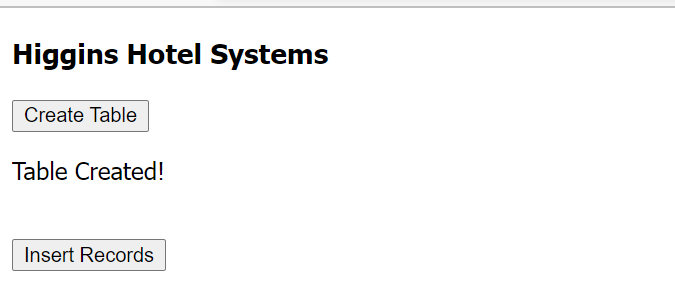 Higgins Hotel Systems
Create Table
Table Created!
Insert Records